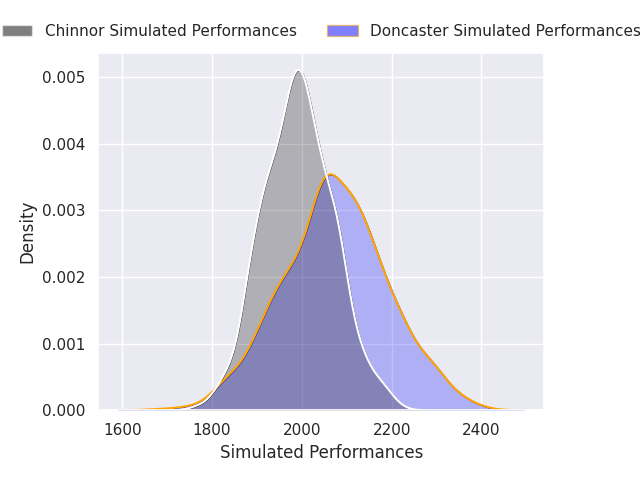 Chinnor Simulated Performances Doncaster Simulated Performances
0.005
0.004
0.003
0.002
0.001
0.000
Density
1600 1800 2000 2200 2400
Simulated Performances